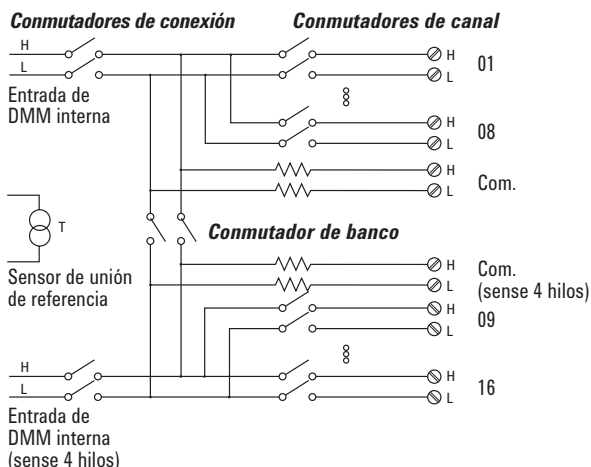 Conmutadores de conexión
Conmutadores de canal
H
L
Entrada de
DMM interna
H
L
01
H
L
08
H
L
Com.
T
Sensor de unión
de referencia
Conmutador de banco
H
L
Com.
(sense 4 hilos)
H
L
09
H
L
16
H
L
Entrada de
DMM interna
(sense 4 hilos)